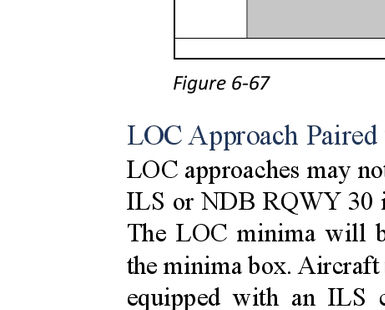 Figure 6-67
LOC Approach Paired
LOC approaches may not
ILS or NDB RQWY 30 i
The LOC minima will b
the minima box. Aircraft
equipped with an ILS c